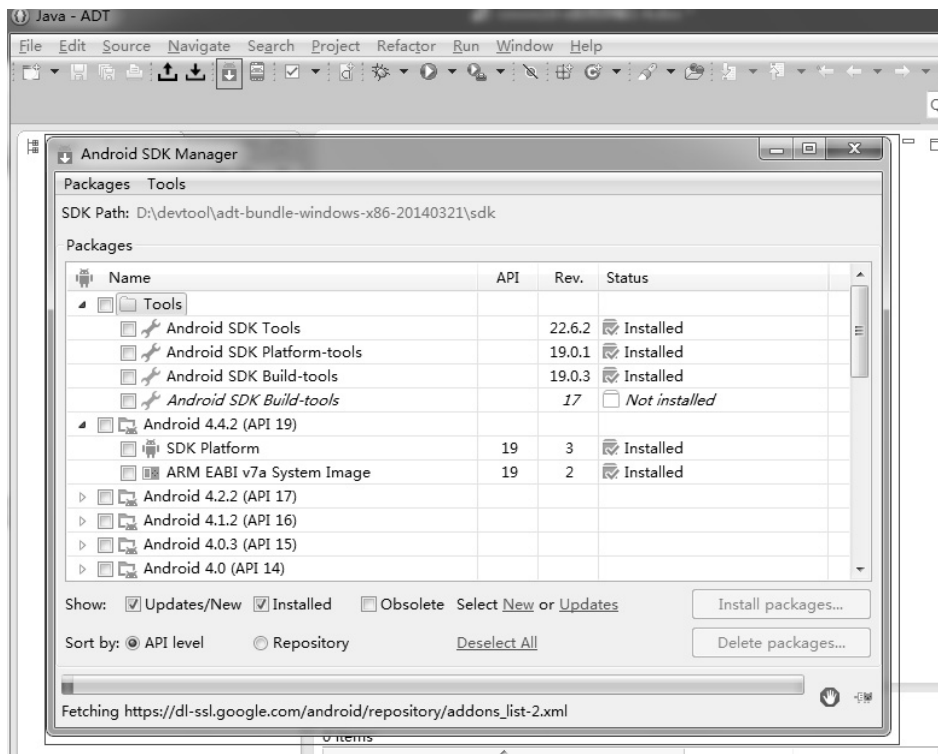 Java - ADT
File Edit Source Navigate Search Project Refactor Run Window Help
Android SDK Manager
Packages Tools
SDK Path: D:\devtool\adt-bundle-windows-x86-20140321\sdk
Packages
Name API Rev. Status
Tools
Android SDK Tools 22.6.2 Installed
Android SDK Platform-tools 19.0.1 Installed
Android SDK Build-tools 19.0.3 Installed
Android SDK Build-tools 17 Not installed
Android 4.4.2 (API 19)
SDK Platform 19 3 Installed
ARM EABI v7a System Image 19 2 Installed
Android 4.2.2 (API 17)
Android 4.1.2 (API 16)
Android 4.0.3 (API 15)
Android 4.0 (API 14)
Show: Updates/New Installed Obsolete Select New or Updates Install packages...
Sort by: API level Repository Deselect All Delete packages...
Fetching https://dl-ssl.google.com/android/repository/addons_list-2.xml
0 items